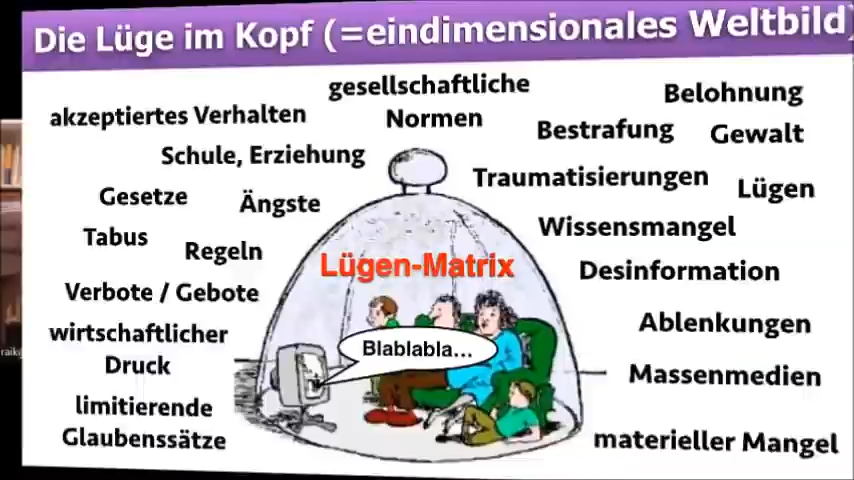 Die Lüge im Kopf (=eindimensionales Weltbild)
gesellschaftliche
Normen
akzeptiertes Verhalten
Belohnung
Bestrafung
Gewalt
Schule, Erziehung
Traumatisierungen
Lügen
Gesetze
Ängste
Wissensmangel
Tabus
Regeln
Lügen-Matrix
Desinformation
Verbote / Gebote
Ablenkungen
wirtschaftlicher
Druck
Blablabla...
Massenmedien
limitierende
Glaubenssätze
materieller Mangel